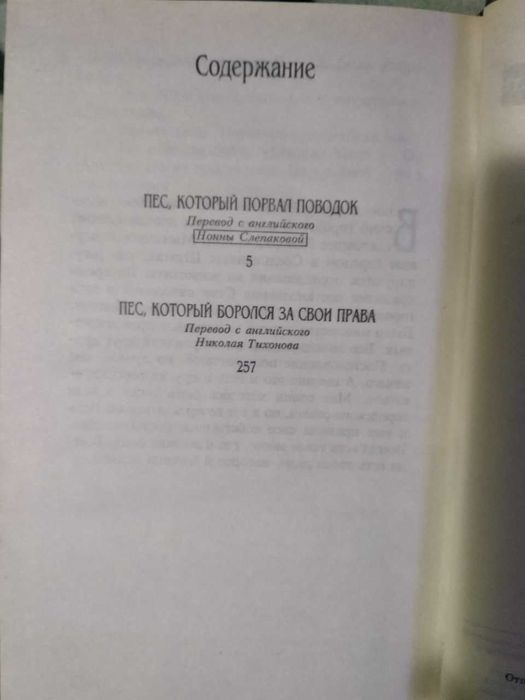 Содержание
ПЕС, КОТОРЫЙ ПОРВАЛ ПОВОДОК
Перевод с английского
Нонны Слепаковой
5
ПЕС, КОТОРЫЙ БОРОЛСЯ ЗА СВОИ ПРАВА
Перевод с английского
Николая Тихонова
257